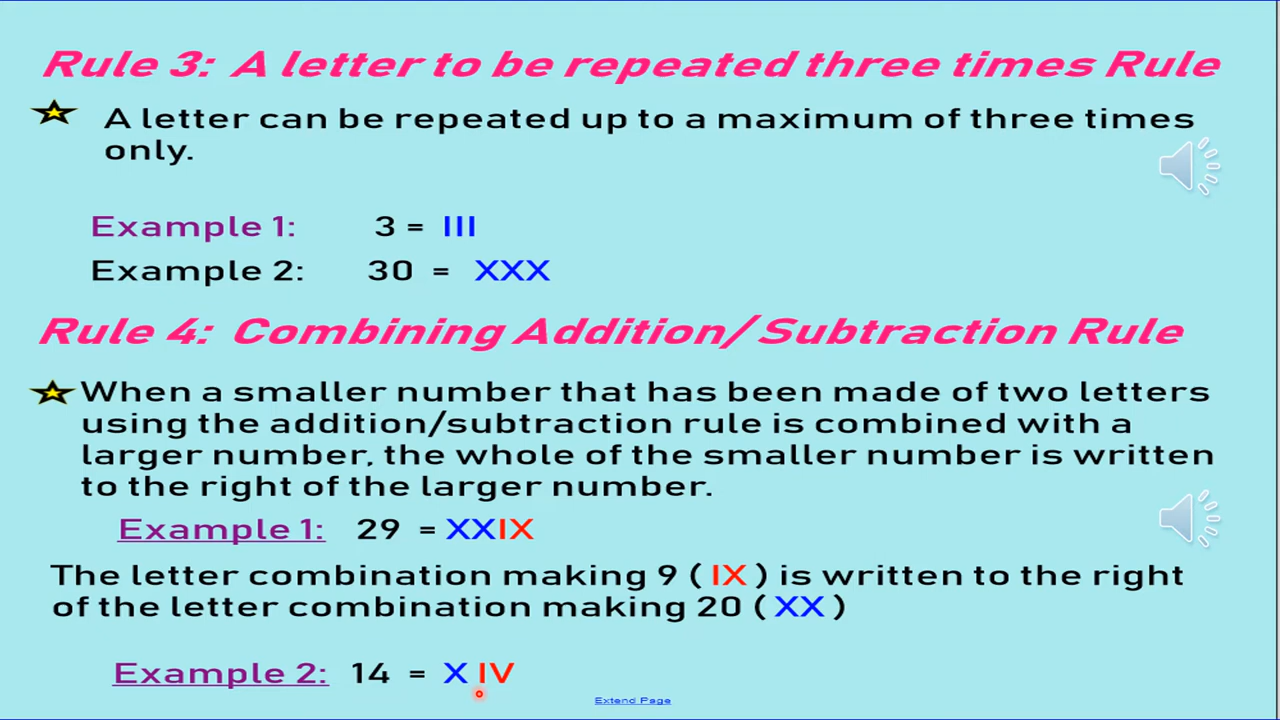 Rule 3: A letter to be repeated three times Rule
A letter can be repeated up to a maximum of three times
only.
Example 1: 3 = III
Example 2: 30 = XXX
Rule 4: Combining Addition/Subtraction Rule
When a smaller number that has been made of two letters
using the addition/subtraction rule is combined with a
larger number, the whole of the smaller number is written
to the right of the larger number.
Example 1: 29 = XXIX
The letter combination making 9 ( IX ) is written to the right
of the letter combination making 20 ( XX )
Example 2: 14 = X IV
Extend Page